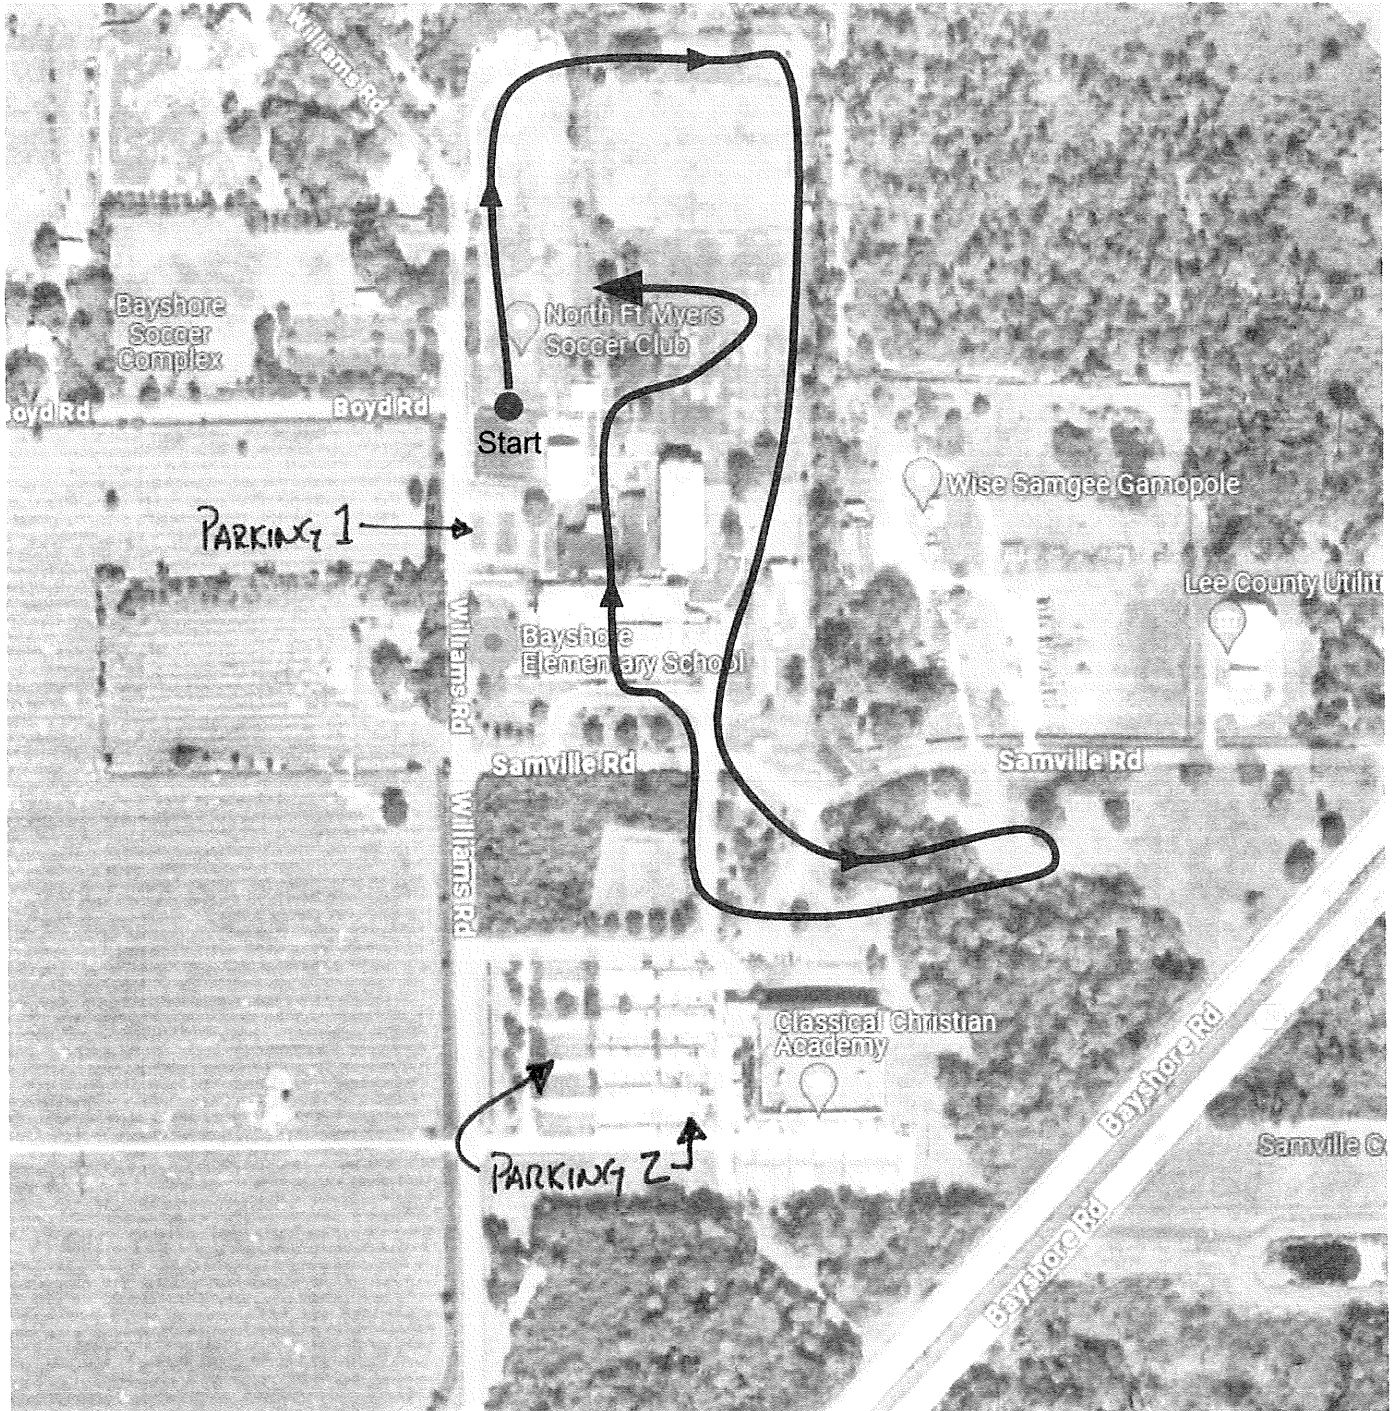 Williams Rd
Bayshore
Soccer
Complex
North Ft Myers
Soccer Club
oyd Rd
Boyd Rd
Start
Wise Samgee Gamopole
PARKING 1
Lee County Utiliti
Williams Rd
Bayshore
Elementary School
Samville Rd
Samville Rd
Williams Rd
Classical Christian
Academy
Bayshore Rd
Samville C
PARKING 2
Bayshore Rd